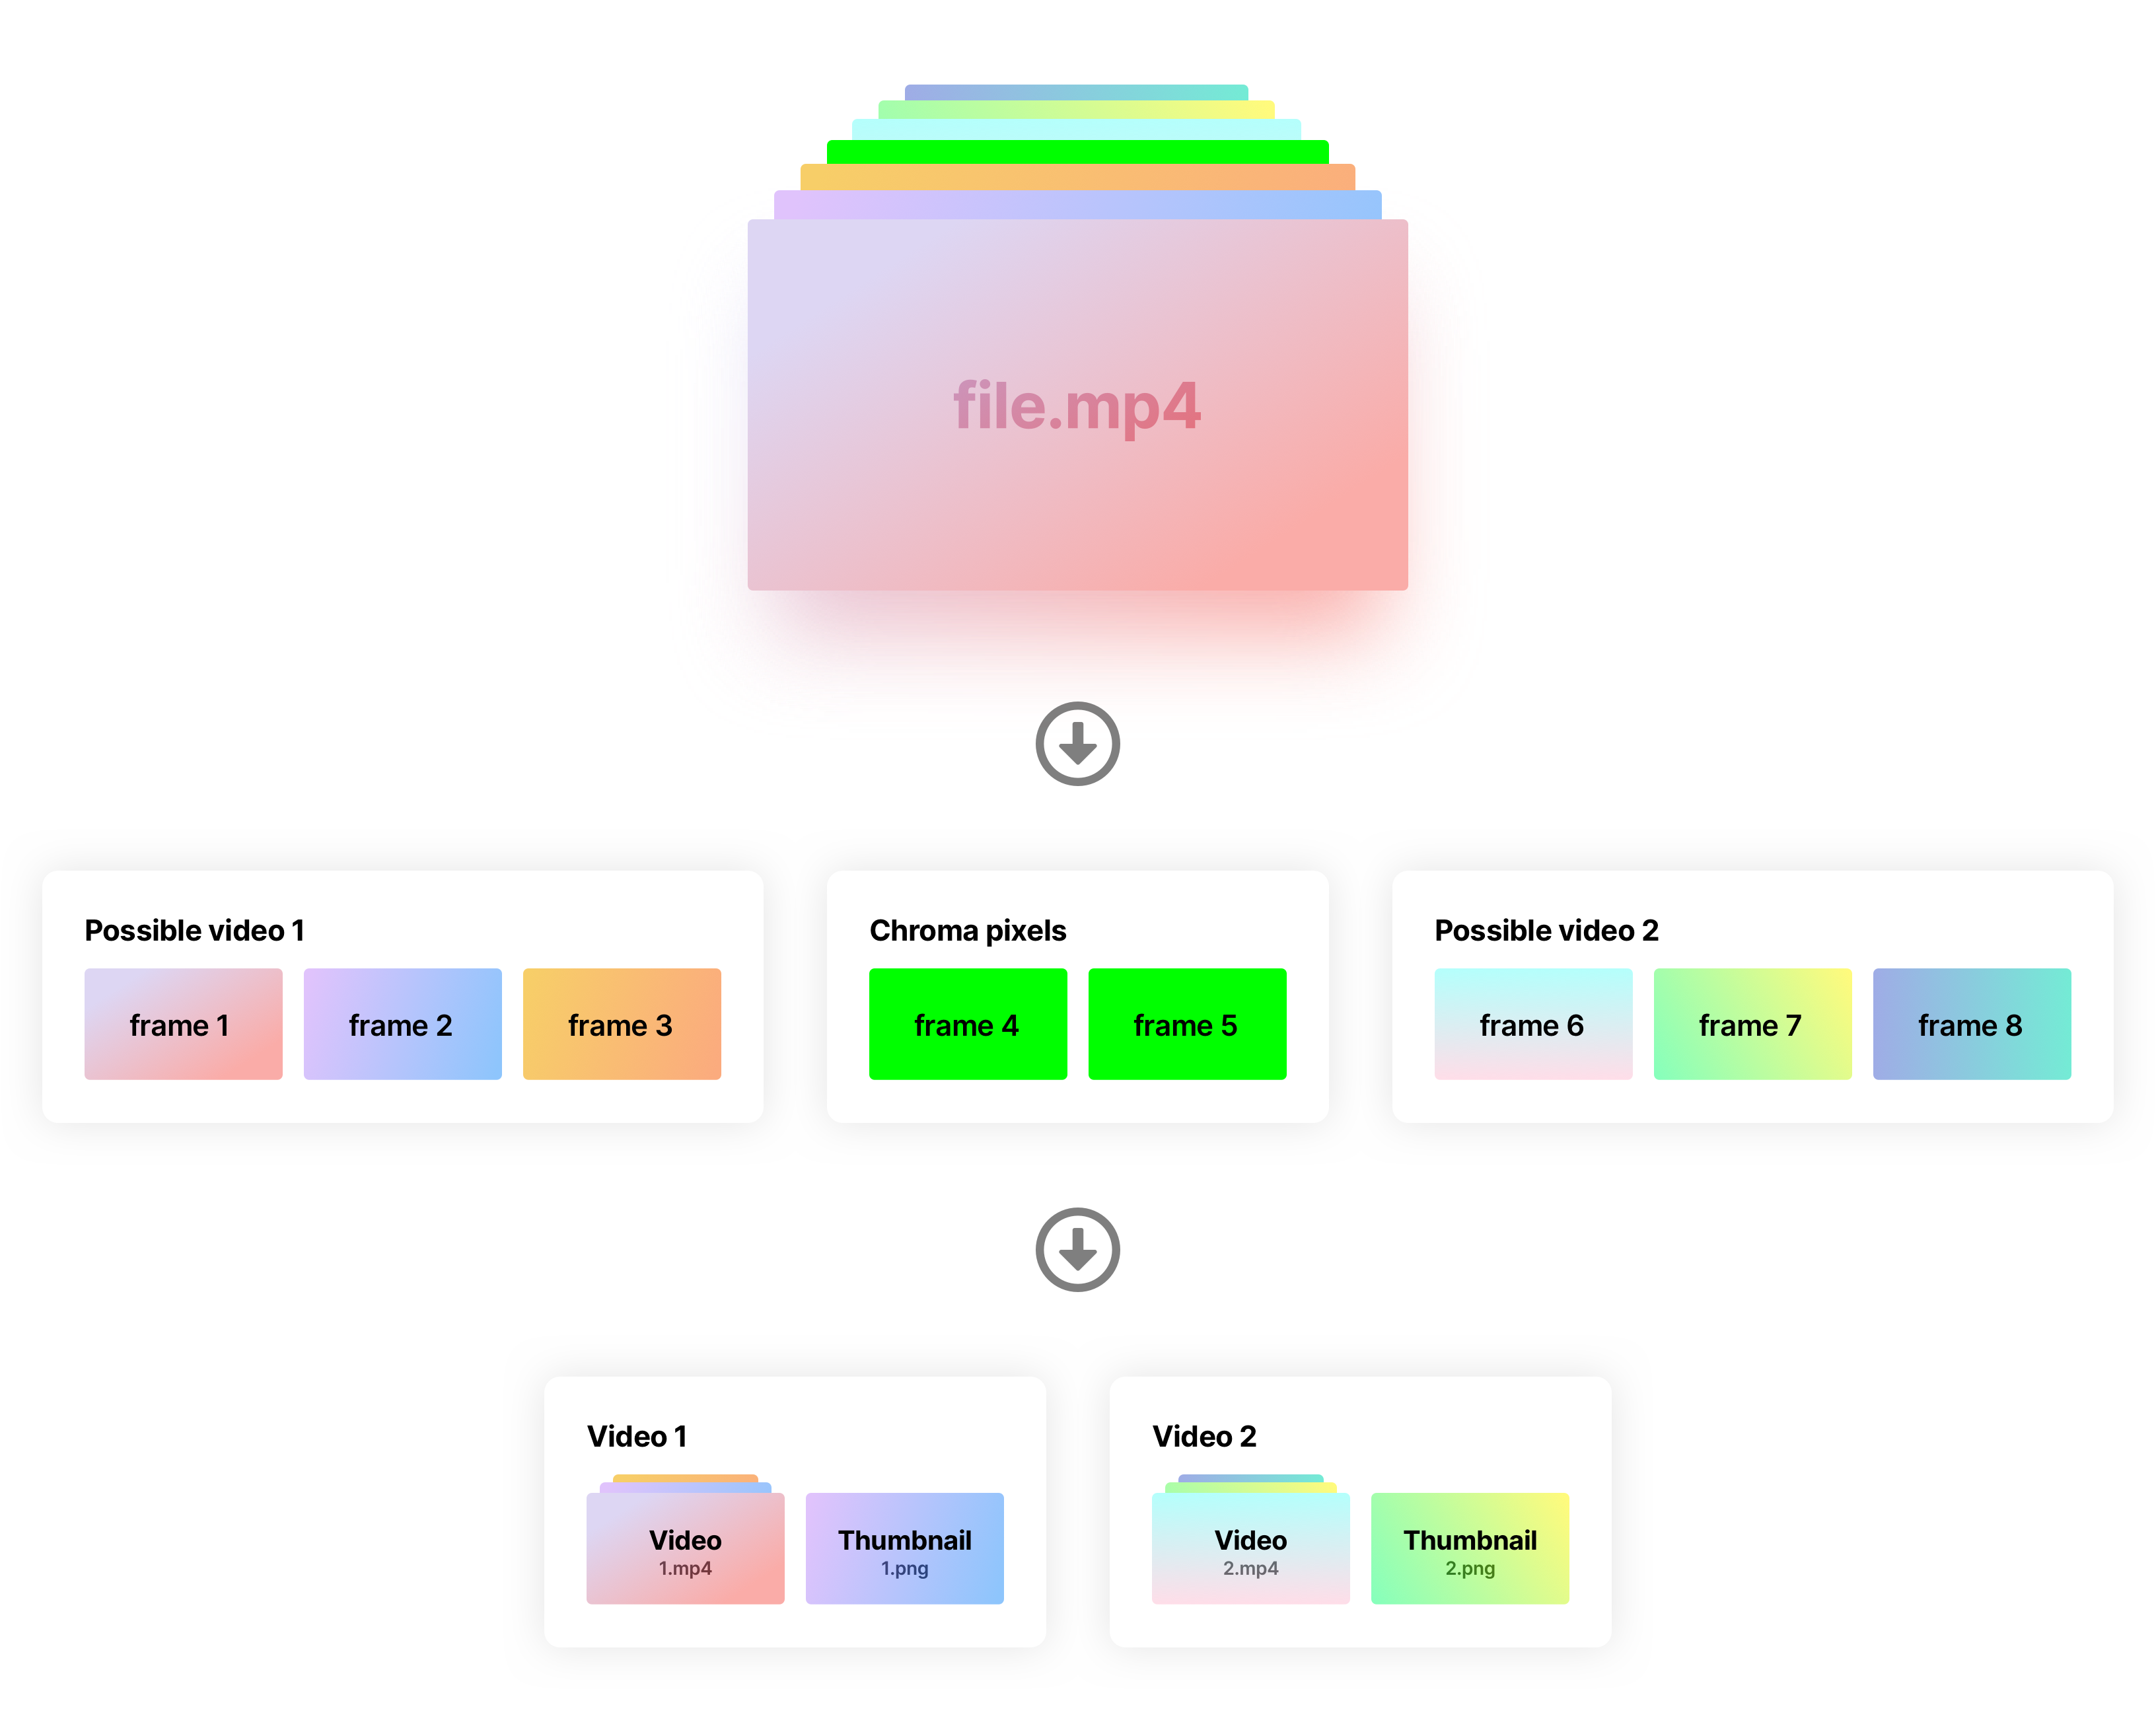 file.mp4
Possible video 1
frame 1
frame 2
frame 3
Chroma pixels
frame 4
frame 5
Possible video 2
frame 6
frame 7
frame 8
Video 1
Video
1.mp4
Thumbnail
1.png
Video 2
Video
2.mp4
Thumbnail
2.png